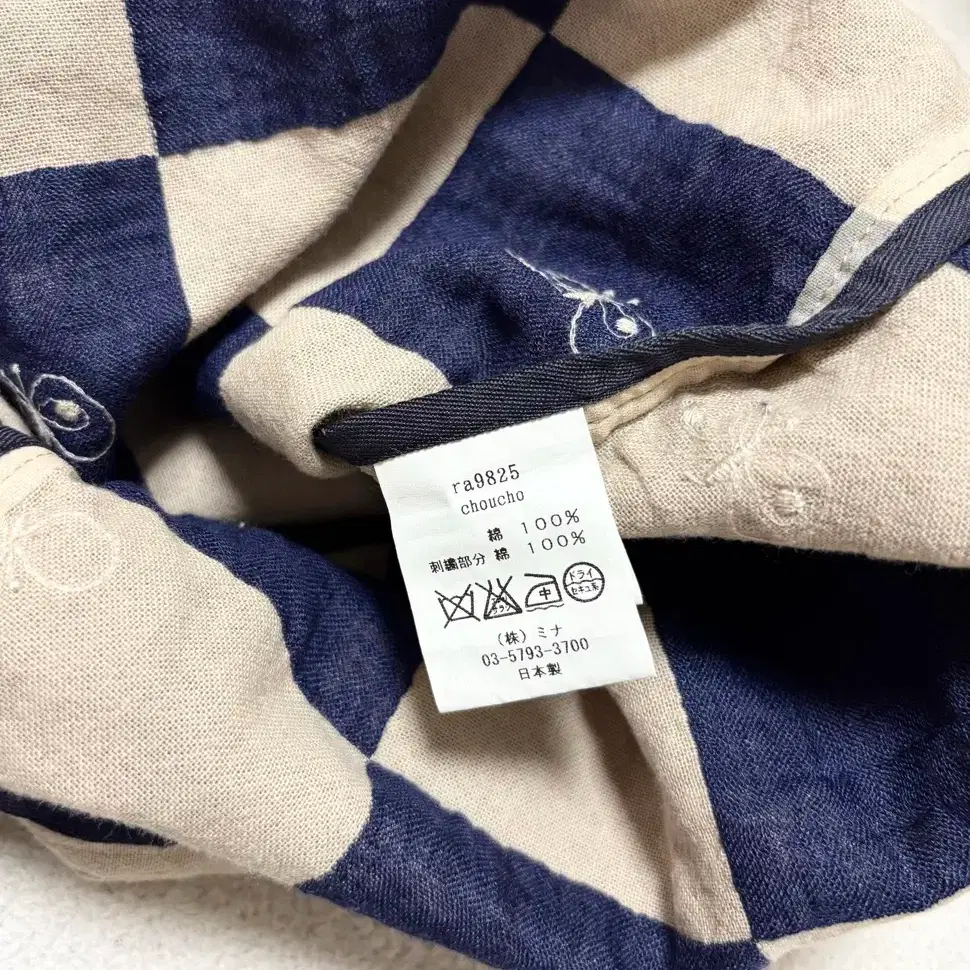 ra9825
choucho
綿 100%
刺繍部分 綿 100%
中 ドライ
セキユ系
(株) ミナ
03-5793-3700
日本製